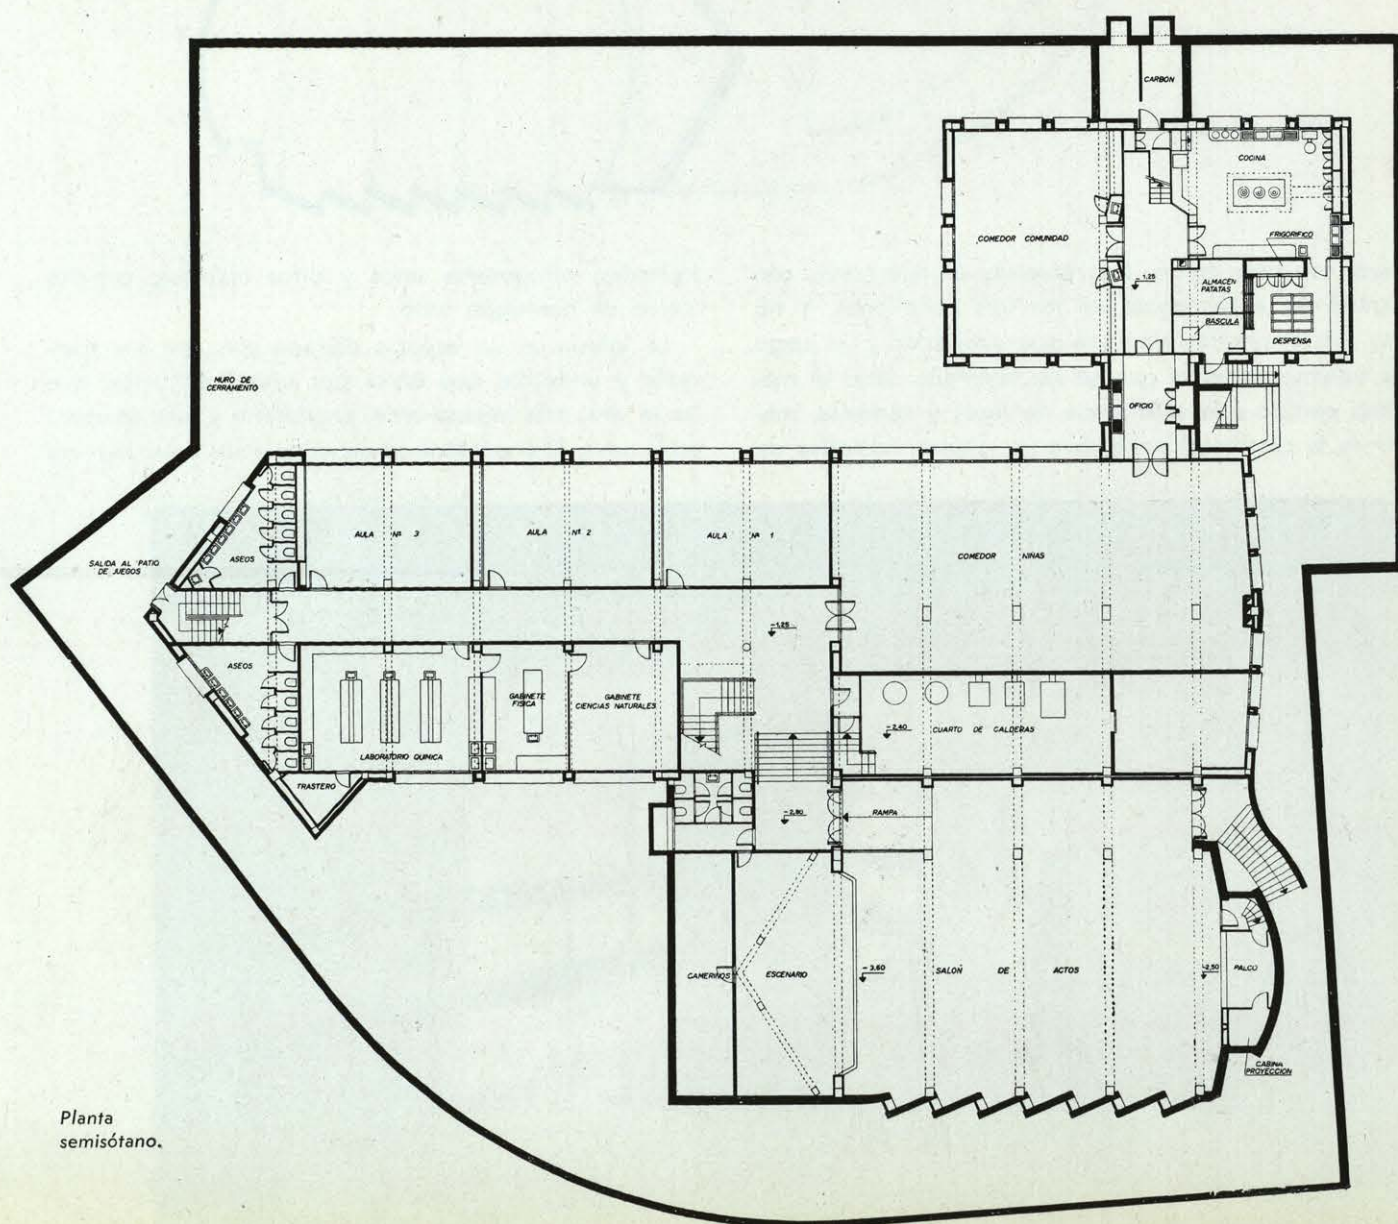 CARBON
COCINA
COMEDOR COMUNIDAD
FRIGORIFICO
-1,25
ALMACEN
PATATAS
BASCULA
DESPENSA
MURO DE
CERRAMIENTO
OFICIO
AULA Nº 3
AULA Nº 2
AULA Nº 1
COMEDOR NIÑAS
SALIDA AL PATIO
DE JUEGOS
ASEOS
-1,25
ASEOS
GABINETE
FISICA
GABINETE
CIENCIAS NATURALES
LABORATORIO QUIMICA
-2,40
CUARTO DE CALDERAS
TRASTERO
-2,80
RAMPA
CAMERINOS
ESCENARIO
-3,60
SALON DE ACTOS
-2,50
PALCO
CABINA
PROYECCION
Planta
semisótano.